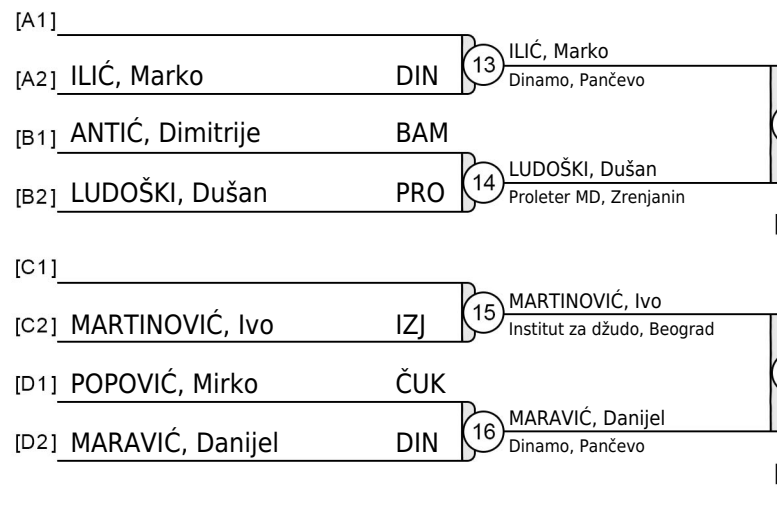 [A1]
13 ILIĆ, Marko
[A2] ILIĆ, Marko DIN
Dinamo, Pančevo
[B1] ANTIĆ, Dimitrije BAM
14 LUDOŠKI, Dušan
[B2] LUDOŠKI, Dušan PRO
Proleter MD, Zrenjanin
[C1]
15 MARTINOVIĆ, Ivo
[C2] MARTINOVIĆ, Ivo IZJ
Institut za džudo, Beograd
[D1] POPOVIĆ, Mirko ČUK
16 MARAVIĆ, Danijel
[D2] MARAVIĆ, Danijel DIN
Dinamo, Pančevo